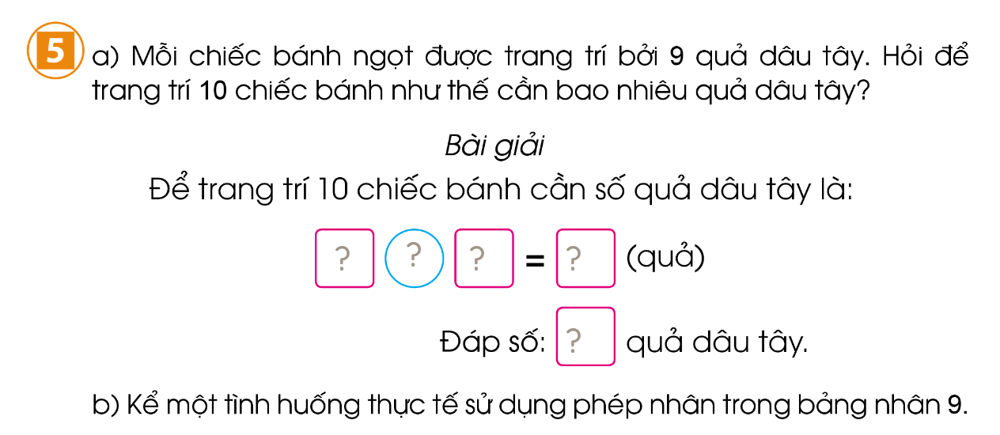 5 a) Mỗi chiếc bánh ngọt được trang trí bởi 9 quả dâu tây. Hỏi để
trang trí 10 chiếc bánh như thế cần bao nhiêu quả dâu tây?
Bài giải
Để trang trí 10 chiếc bánh cần số quả dâu tây là:
? ? ? = ? (quả)
Đáp số: ? quả dâu tây.
b) Kể một tình huống thực tế sử dụng phép nhân trong bảng nhân 9.